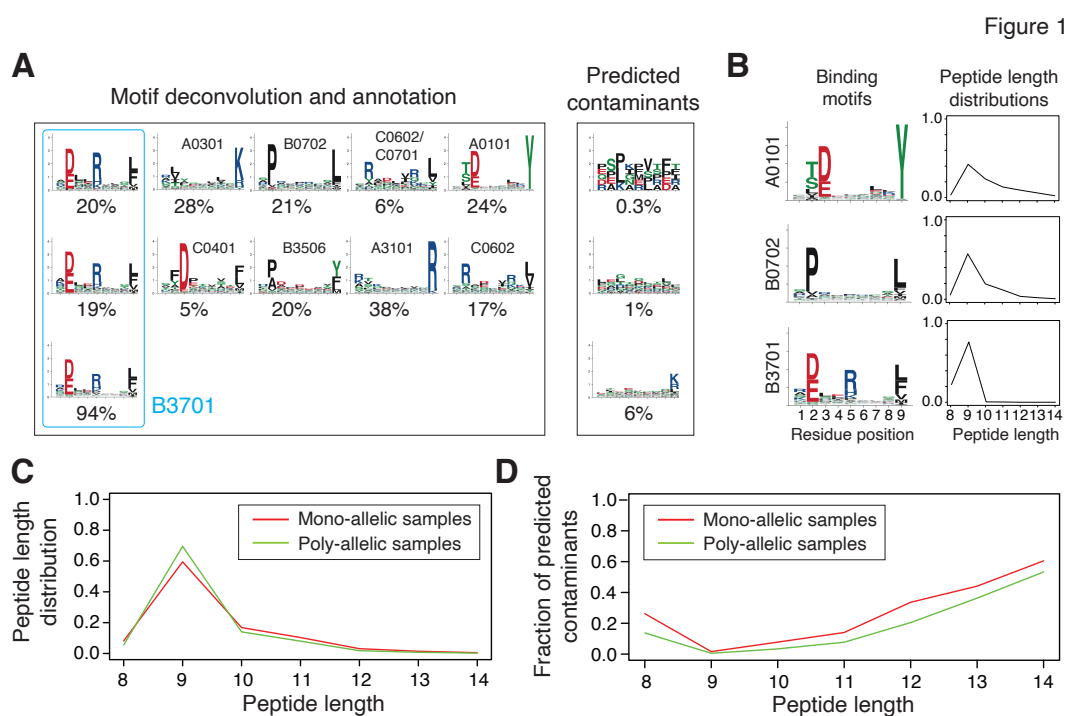 Figure 1
A
Motif deconvolution and annotation
Predicted
contaminants
A0301
B0702
C0602/
C0701
A0101
20%
28%
21%
6%
24%
0.3%
C0401
B3506
A3101
C0602
19%
5%
20%
38%
17%
1%
94%
B3701
6%
B
Binding
motifs
Peptide length
distributions
A0101
1.0
0.0
B0702
1.0
0.0
B3701
1.0
0.0
1 2 3 4 5 6 7 8 9
Residue position
8 9 10 11 12 13 14
Peptide length
C
Peptide length
distribution
1.0
0.8
0.6
0.4
0.2
0.0
Mono-allelic samples
Poly-allelic samples
8 9 10 11 12 13 14
Peptide length
D
Fraction of predicted
contaminants
1.0
0.8
0.6
0.4
0.2
0.0
Mono-allelic samples
Poly-allelic samples
8 9 10 11 12 13 14
Peptide length